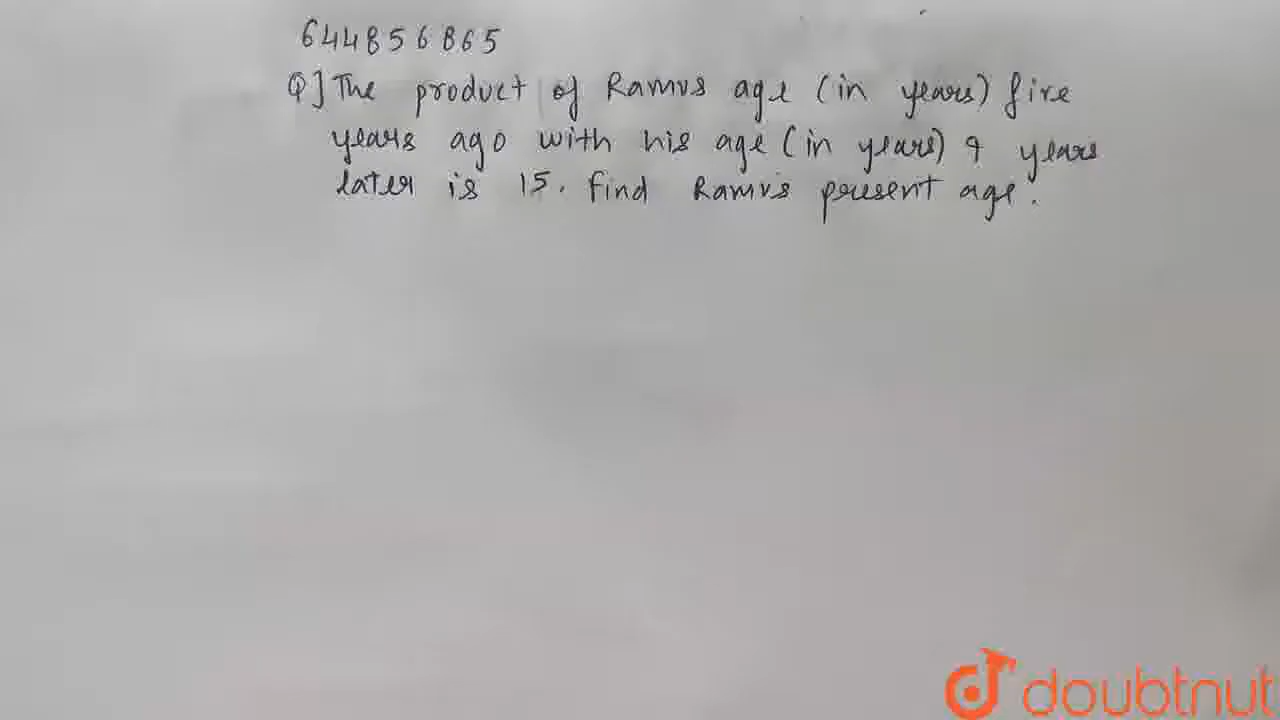 644856865
Q] The product of Ramus age (in years) five
years ago with his age (in years) 9 years
later is 15. Find Ramu's present age.
doubtnut